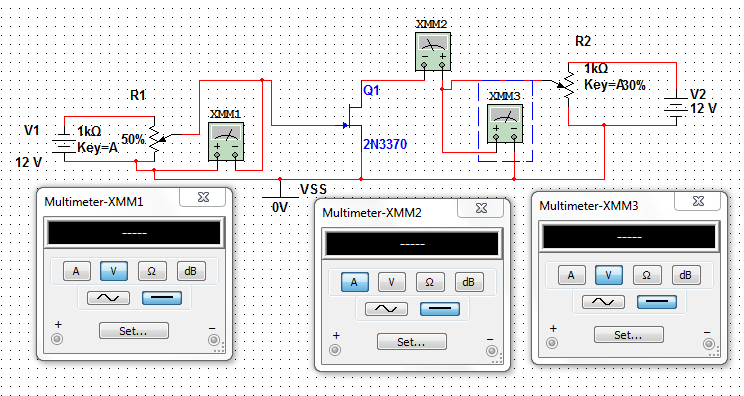 XMM2
R2
1kΩ
Key=A
30%
V2
12 V
Q1
XMM3
R1
XMM1
V1
1kΩ
50%
Key=A
12 V
2N3370
VSS
0V
Multimeter-XMM1
-----
A V Ω dB
+ Set... −
Multimeter-XMM2
-----
A V Ω dB
+ Set... −
Multimeter-XMM3
-----
A V Ω dB
+ Set... −